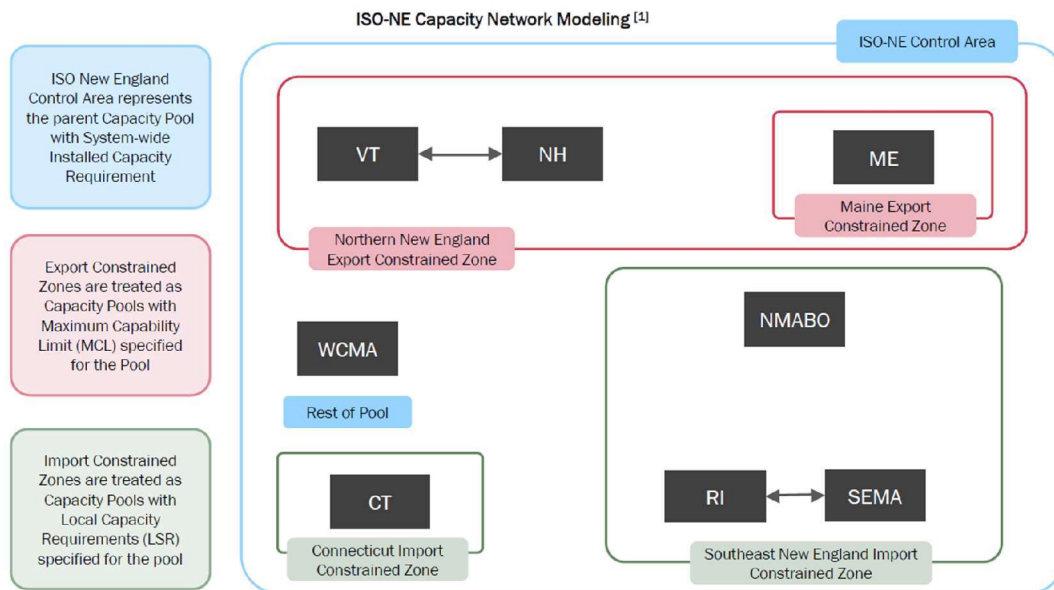 ISO-NE Capacity Network Modeling [1]
ISO-NE Control Area
ISO New England
Control Area represents
the parent Capacity Pool
with System-wide
Installed Capacity
Requirement
VT
NH
ME
Maine Export
Constrained Zone
Northern New England
Export Constrained Zone
Export Constrained
Zones are treated as
Capacity Pools with
Maximum Capability
Limit (MCL) specified
for the Pool
NMABO
WCMA
Rest of Pool
Import Constrained
Zones are treated as
Capacity Pools with
Local Capacity
Requirements (LSR)
specified for the pool
CT
Connecticut Import
Constrained Zone
RI
SEMA
Southeast New England Import
Constrained Zone